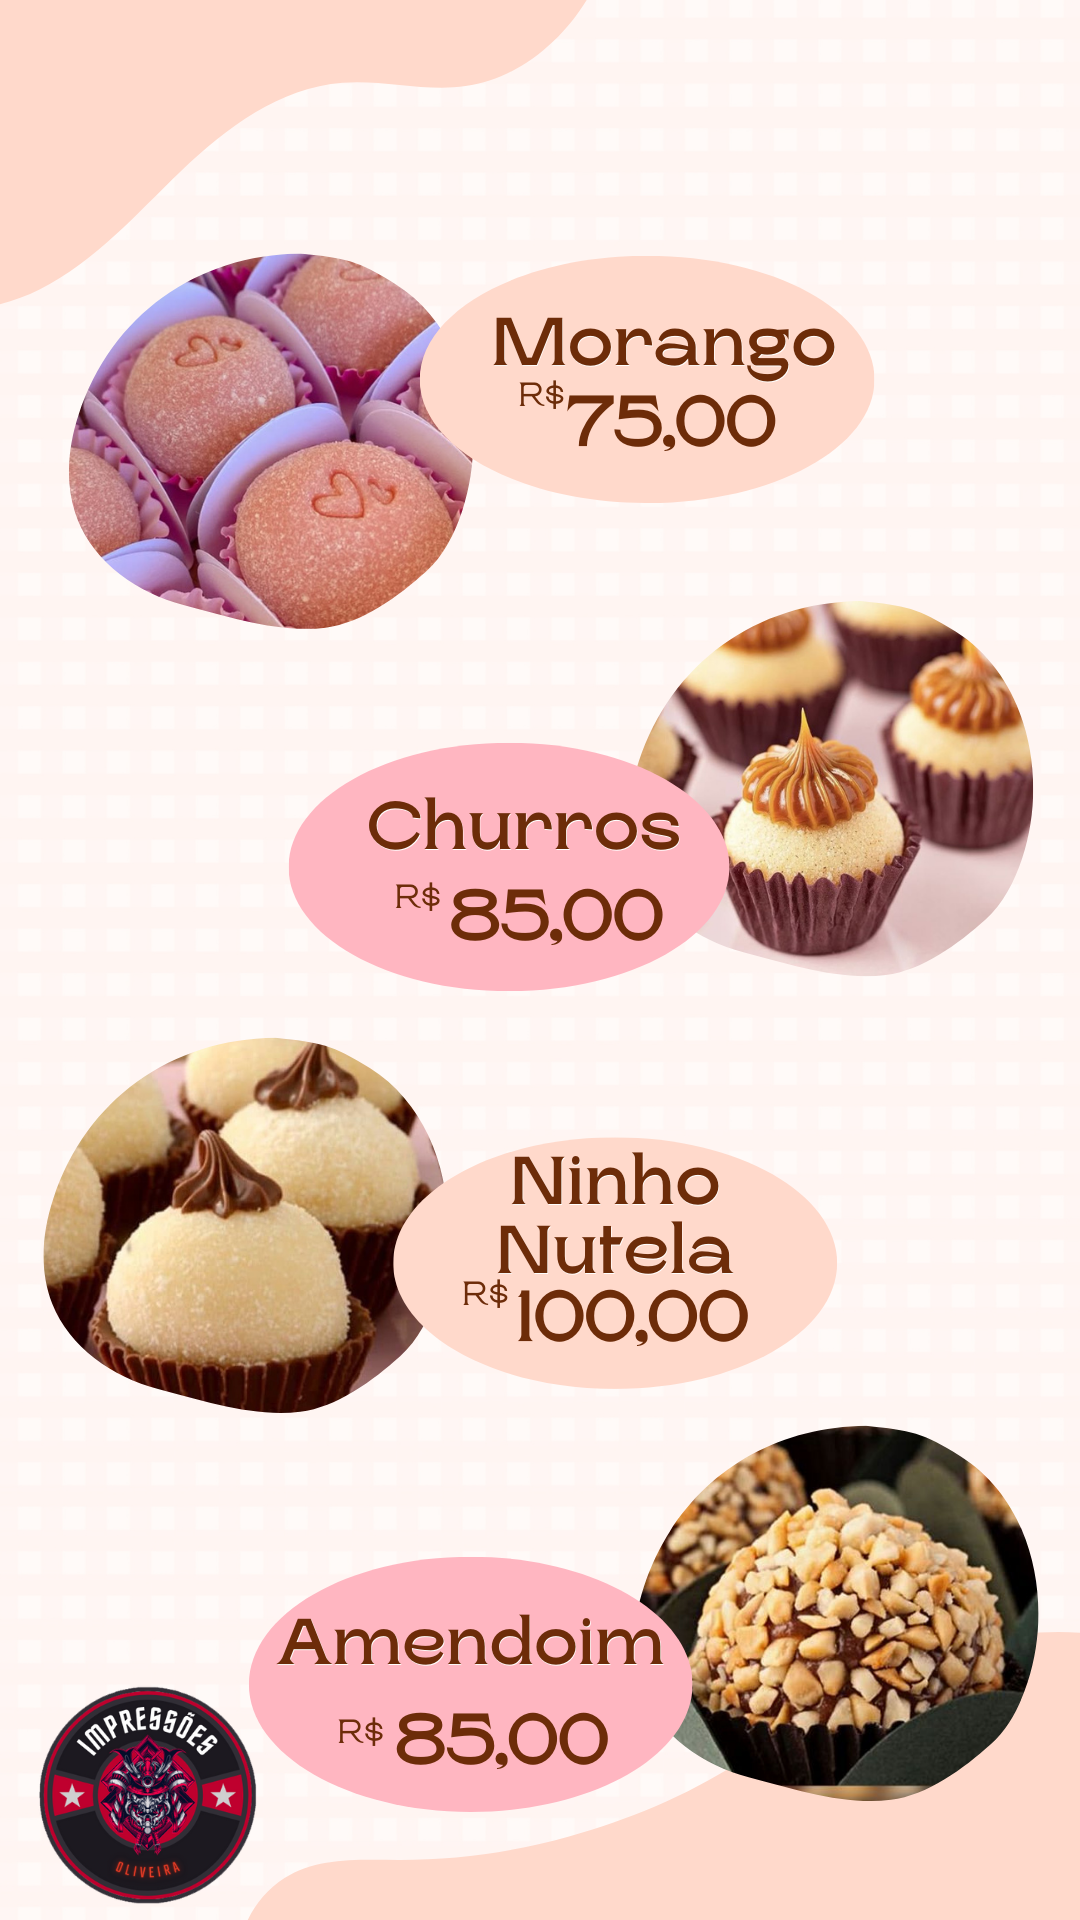 Morango
R$75,00
Churros
R$ 85,00
Ninho
Nutela
R$ 100,00
Amendoim
R$ 85,00
IMPRESSÕES
OLIVEIRA